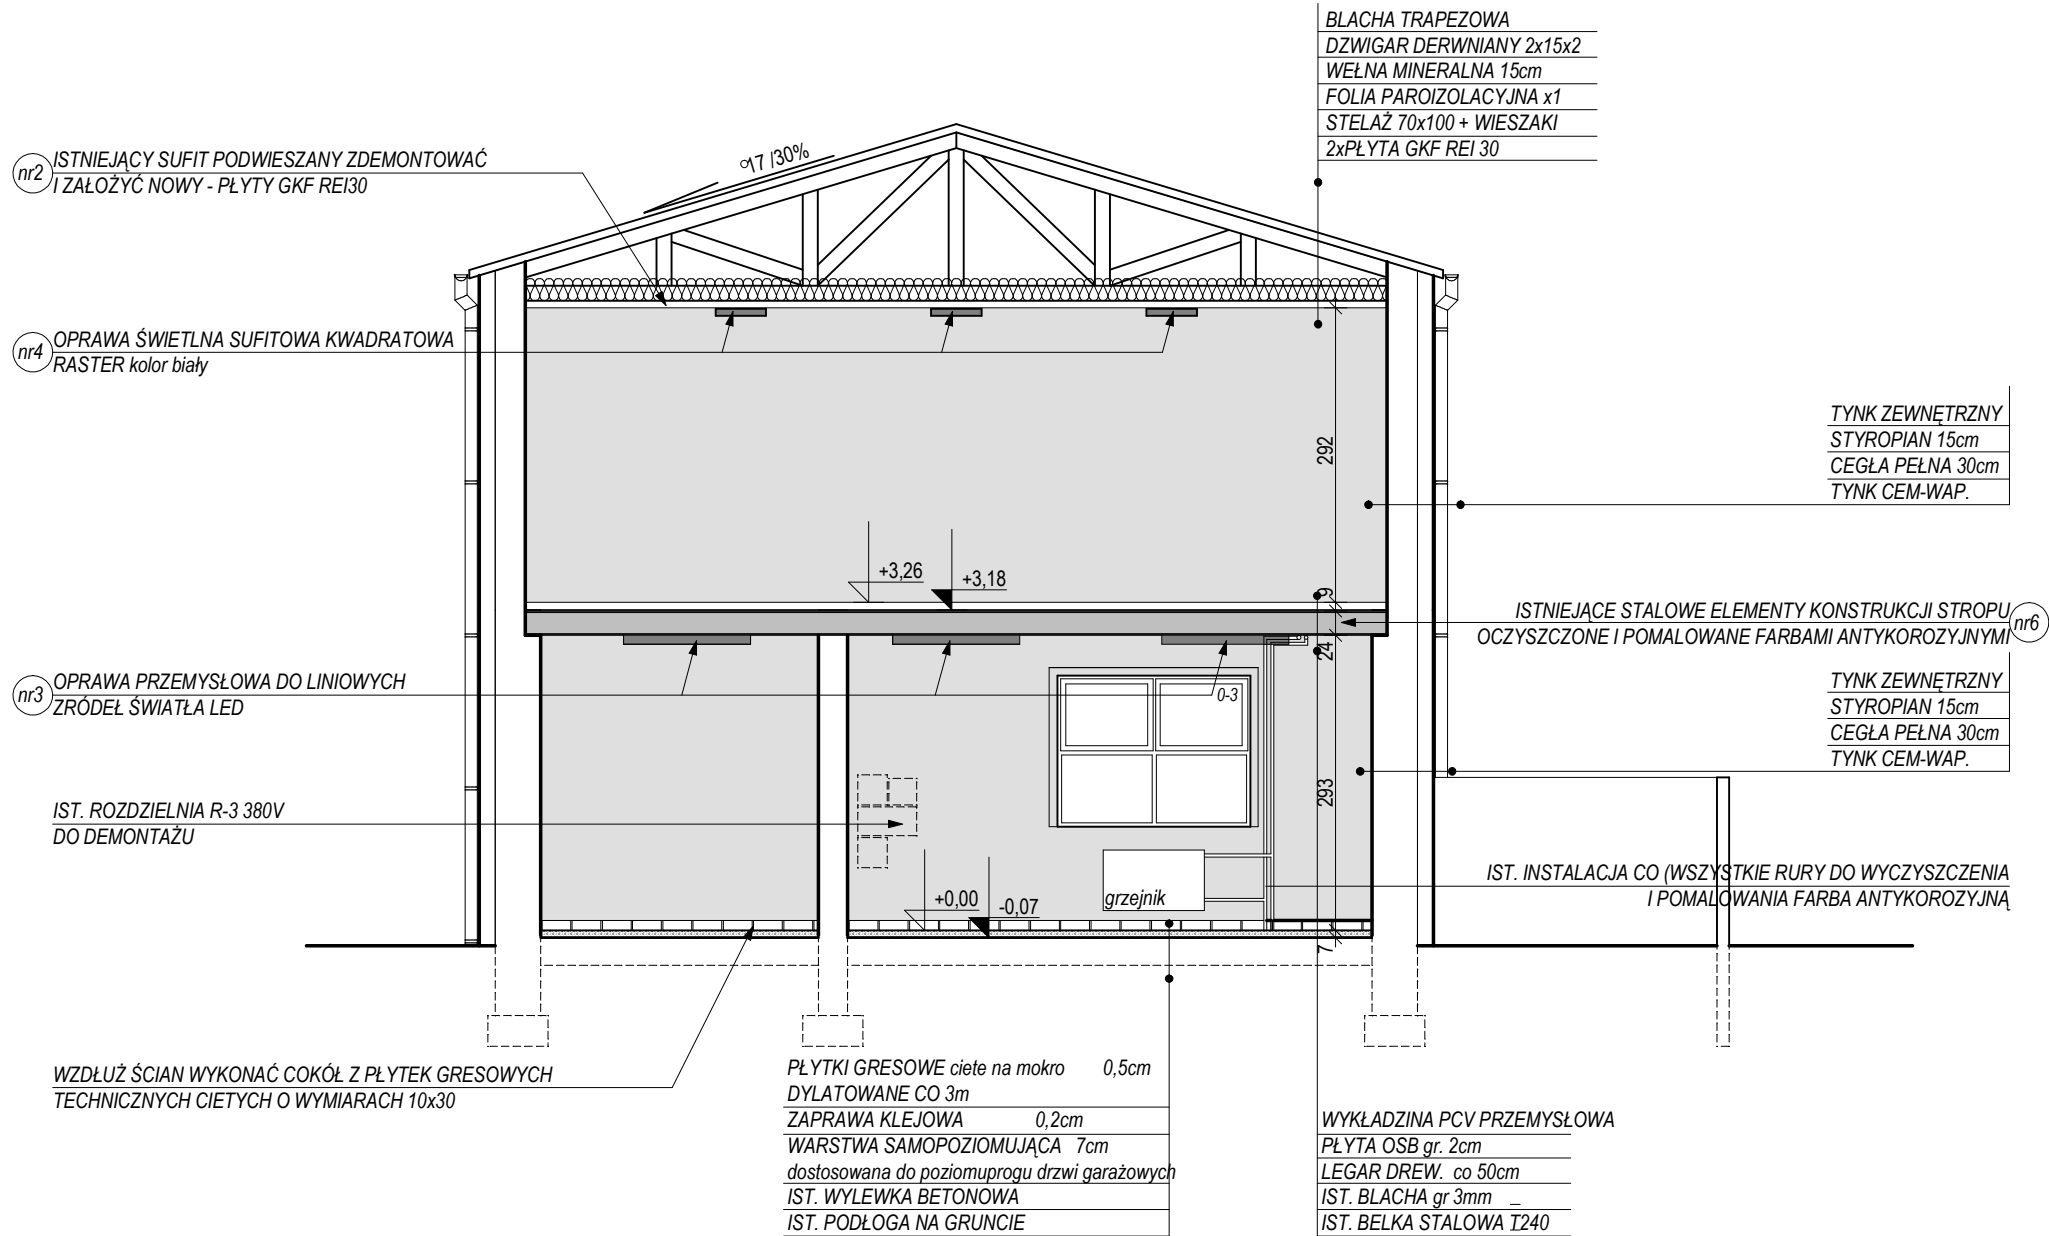 BLACHA TRAPEZOWA
DZWIGAR DERWNIANY 2x15x2
WEŁNA MINERALNA 15cm
FOLIA PAROIZOLACYJNA x1
STELAŻ 70x100 + WIESZAKI
2xPŁYTA GKF REI 30
°17 /30%
nr2
ISTNIEJĄCY SUFIT PODWIESZANY ZDEMONTOWAĆ
I ZAŁOŻYĆ NOWY - PŁYTY GKF REI30
nr4
OPRAWA ŚWIETLNA SUFITOWA KWADRATOWA
RASTER kolor biały
292
TYNK ZEWNĘTRZNY
STYROPIAN 15cm
CEGŁA PEŁNA 30cm
TYNK CEM-WAP.
+3,26
+3,18
9
ISTNIEJĄCE STALOWE ELEMENTY KONSTRUKCJI STROPU
OCZYSZCZONE I POMALOWANE FARBAMI ANTYKOROZYJNYMI
nr6
24
nr3
OPRAWA PRZEMYSŁOWA DO LINIOWYCH
ZRÓDEŁ ŚWIATŁA LED
0-3
TYNK ZEWNĘTRZNY
STYROPIAN 15cm
CEGŁA PEŁNA 30cm
TYNK CEM-WAP.
293
IST. ROZDZIELNIA R-3 380V
DO DEMONTAŻU
IST. INSTALACJA CO (WSZYSTKIE RURY DO WYCZYSZCZENIA
I POMALOWANIA FARBA ANTYKOROZYJNĄ
grzejnik
+0,00
-0,07
7
WZDŁUŻ ŚCIAN WYKONAĆ COKÓŁ Z PŁYTEK GRESOWYCH
TECHNICZNYCH CIETYCH O WYMIARACH 10x30
PŁYTKI GRESOWE ciete na mokro 0,5cm
DYLATOWANE CO 3m
ZAPRAWA KLEJOWA 0,2cm
WARSTWA SAMOPOZIOMUJĄCA 7cm
dostosowana do poziomuprogu drzwi garażowych
IST. WYLEWKA BETONOWA
IST. PODŁOGA NA GRUNCIE
WYKŁADZINA PCV PRZEMYSŁOWA
PŁYTA OSB gr. 2cm
LEGAR DREW. co 50cm
IST. BLACHA gr 3mm _
IST. BELKA STALOWA T240